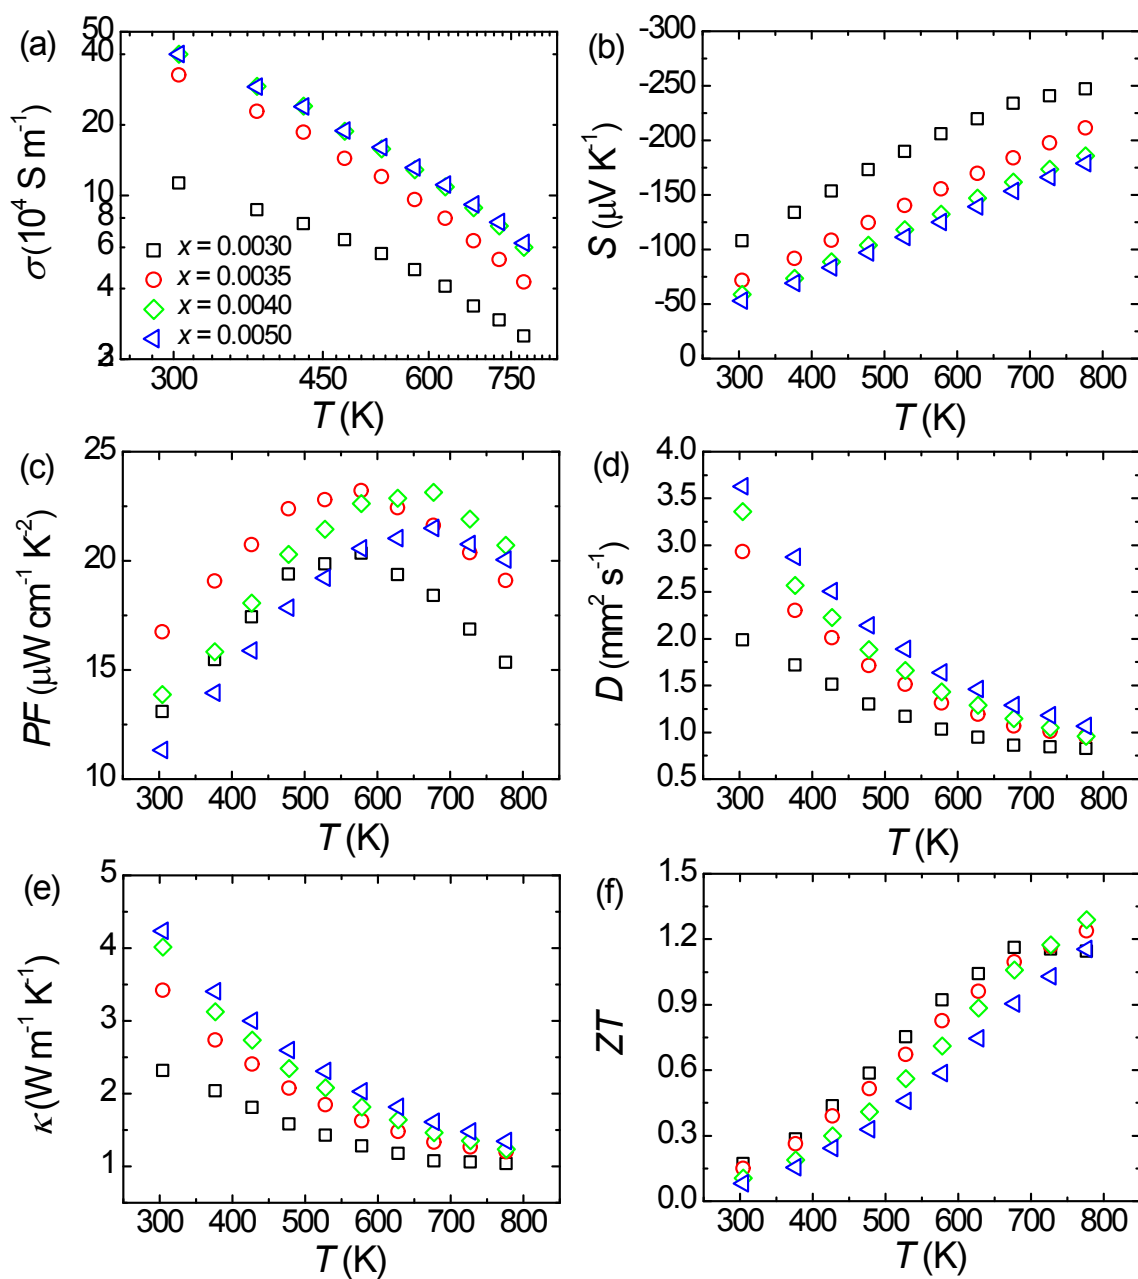 (a)
50
40
20
10
8
6
4
2
3
σ (10⁴ S m⁻¹)
x = 0.0030
x = 0.0035
x = 0.0040
x = 0.0050
300 450 600 750
T (K)
(b)
-300
-250
-200
-150
-100
-50
0
S (μV K⁻¹)
300 400 500 600 700 800
T (K)
(c)
25
20
15
10
PF (μW cm⁻¹ K⁻²)
300 400 500 600 700 800
T (K)
(d)
4.0
3.5
3.0
2.5
2.0
1.5
1.0
0.5
D (mm² s⁻¹)
300 400 500 600 700 800
T (K)
(e)
5
4
3
2
1
κ (W m⁻¹ K⁻¹)
300 400 500 600 700 800
T (K)
(f)
1.5
1.2
0.9
0.6
0.3
0.0
ZT
300 400 500 600 700 800
T (K)